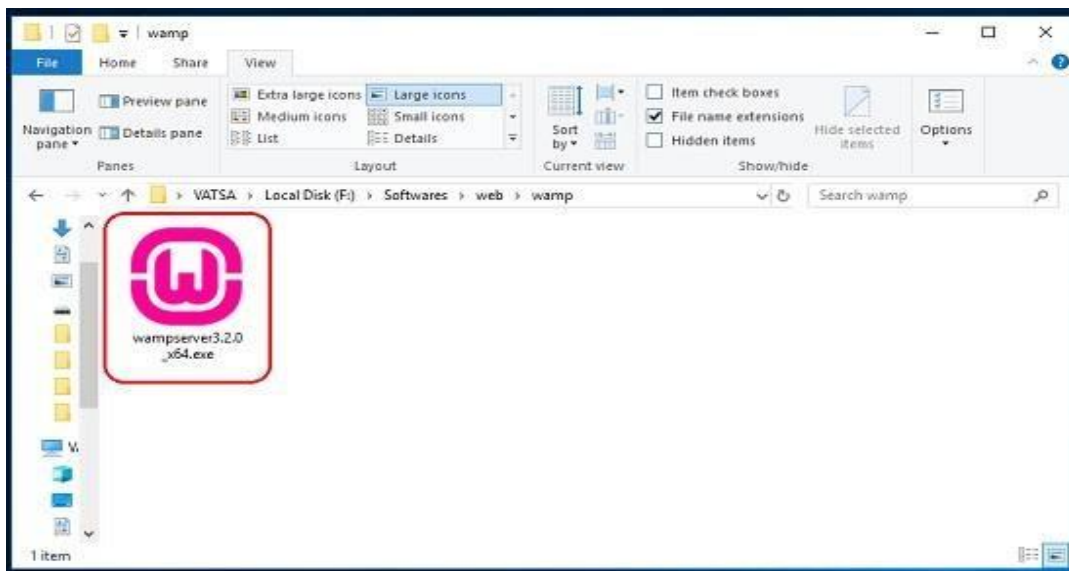 wamp
File Home Share View
Navigation pane
Preview pane
Details pane
Panes
Extra large icons Large icons
Medium icons Small icons
List Details
Layout
Sort by
Current view
Item check boxes
File name extensions
Hidden items
Hide selected items
Show/hide
Options
VATSA > Local Disk (F:) > Softwares > web > wamp
Search wamp
wampserver3.2.0
_x64.exe
1 item